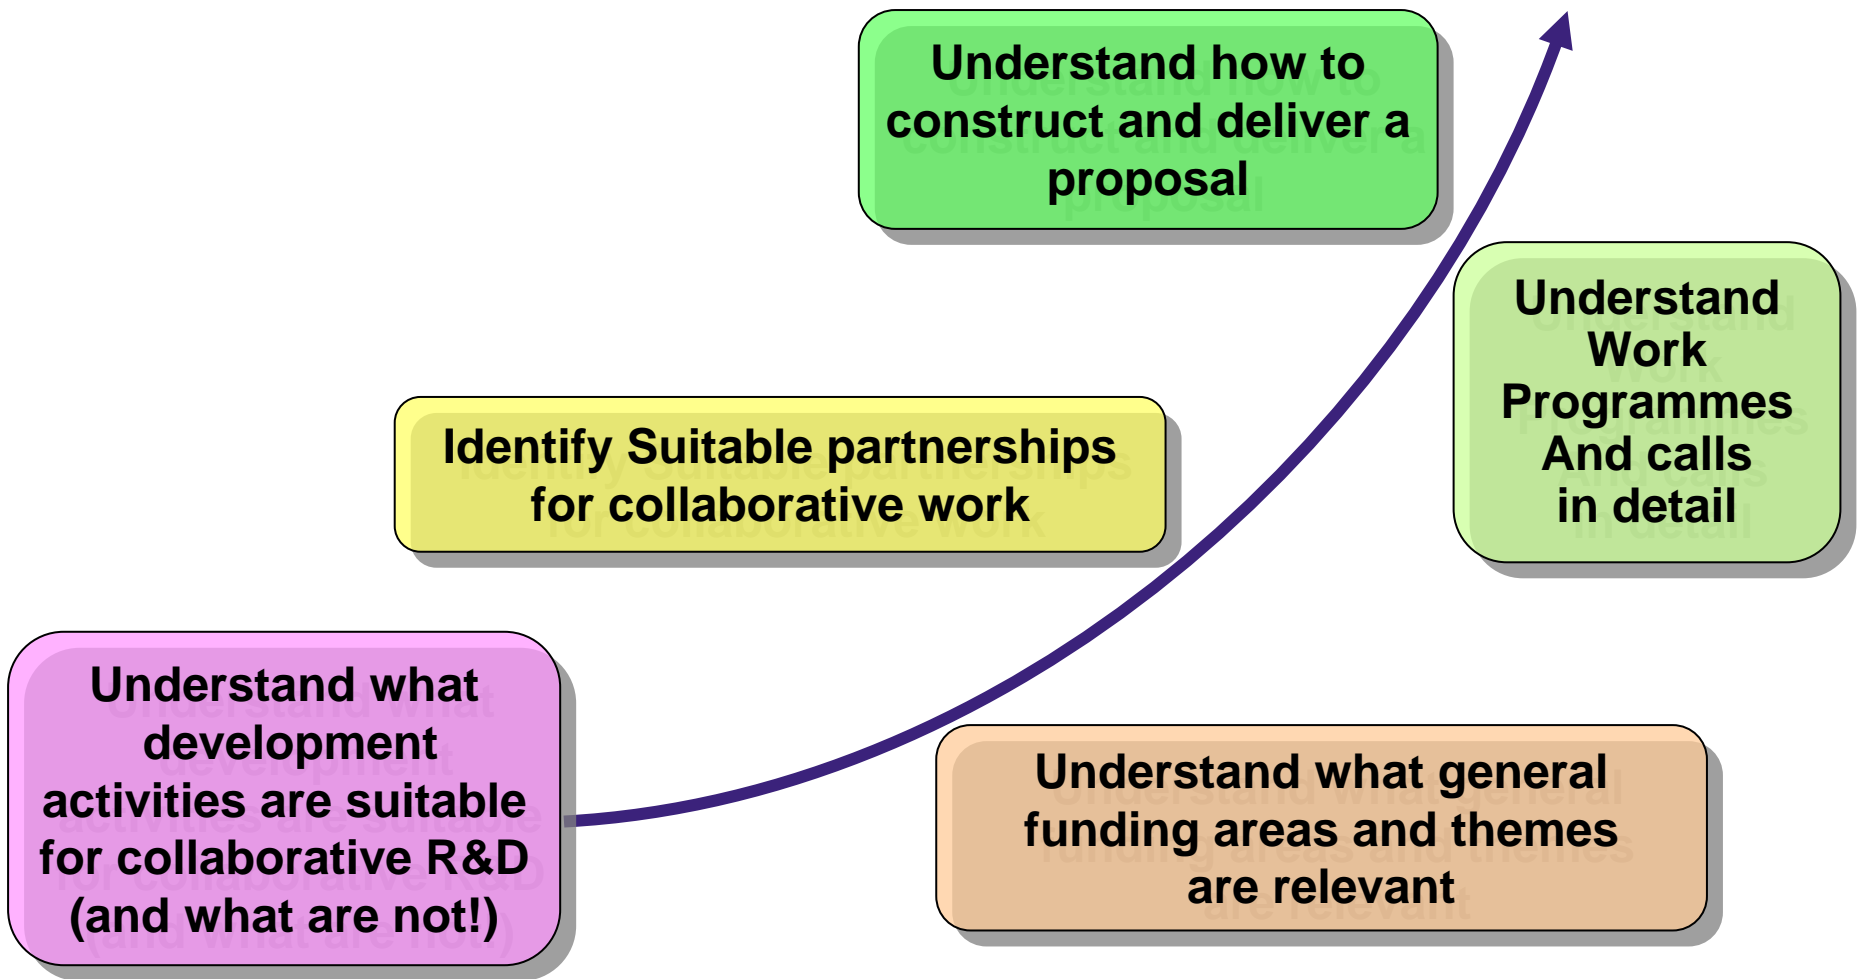 Understand how to
construct and deliver a
proposal
Understand
Work
Programmes
And calls
in detail
Identify Suitable partnerships
for collaborative work
Understand what
development
activities are suitable
for collaborative R&D
(and what are not!)
Understand what general
funding areas and themes
are relevant